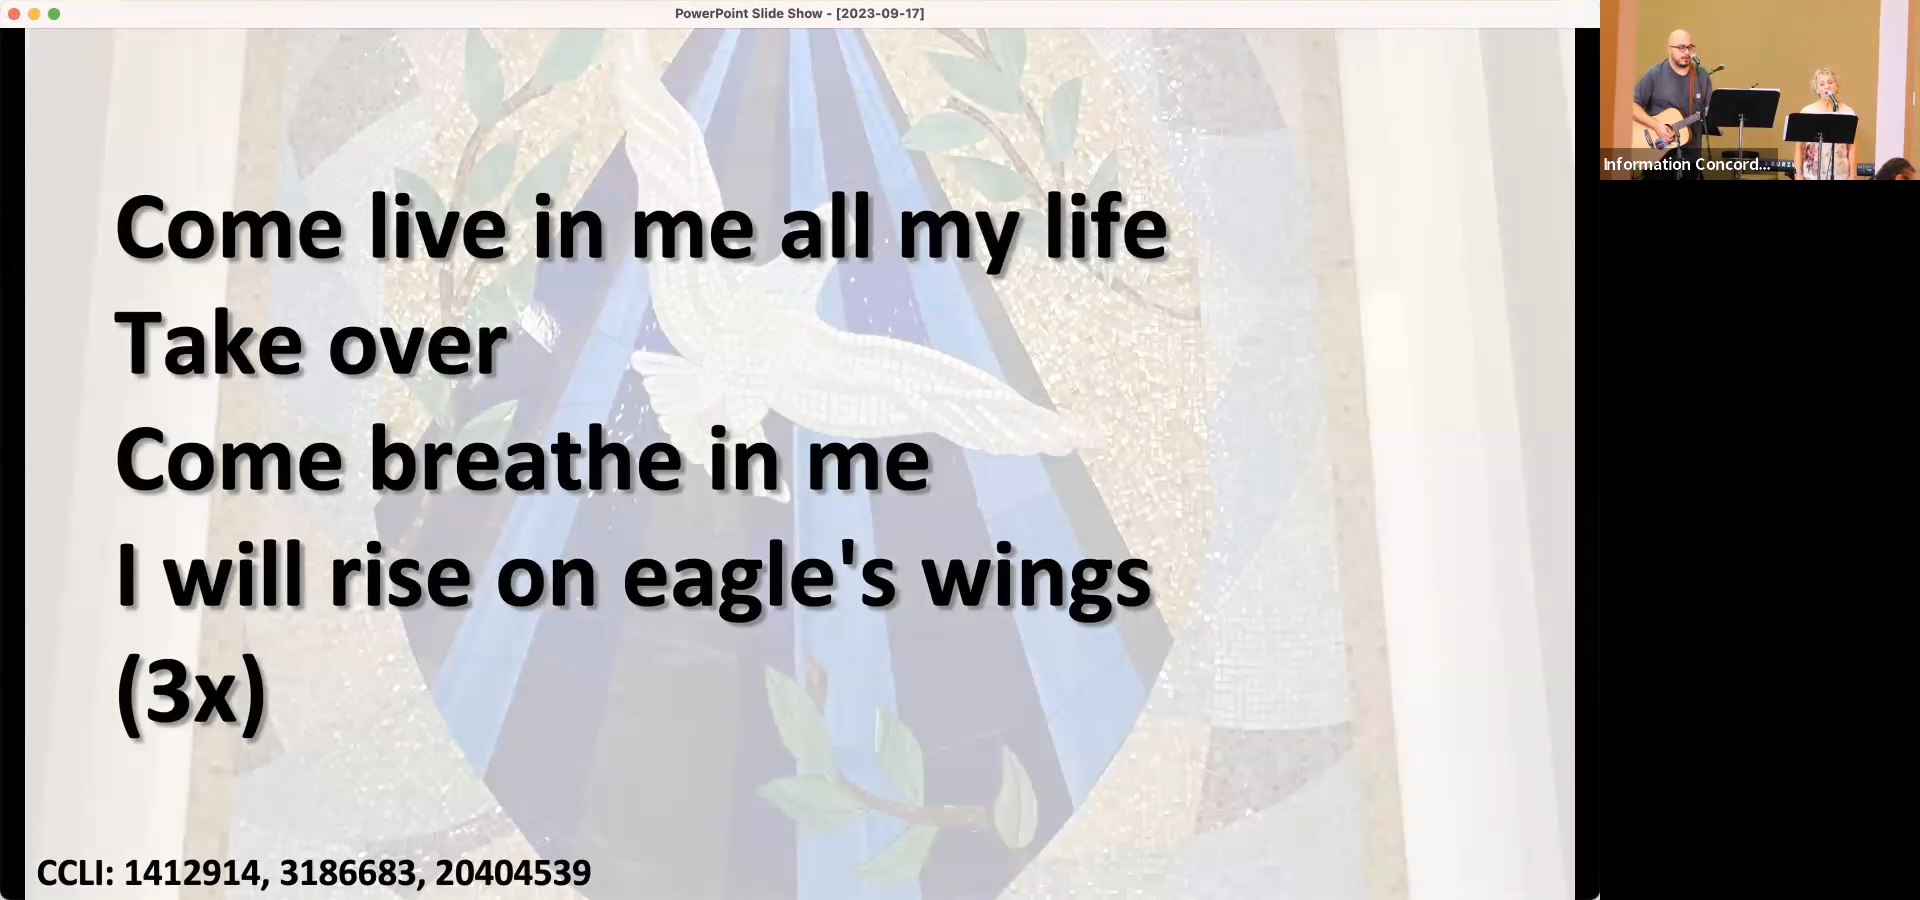 PowerPoint Slide Show - [2023-09-17]
Come live in me all my life
Take over
Come breathe in me
I will rise on eagle's wings
(3x)
CCLI: 1412914, 3186683, 20404539
Information Concord...